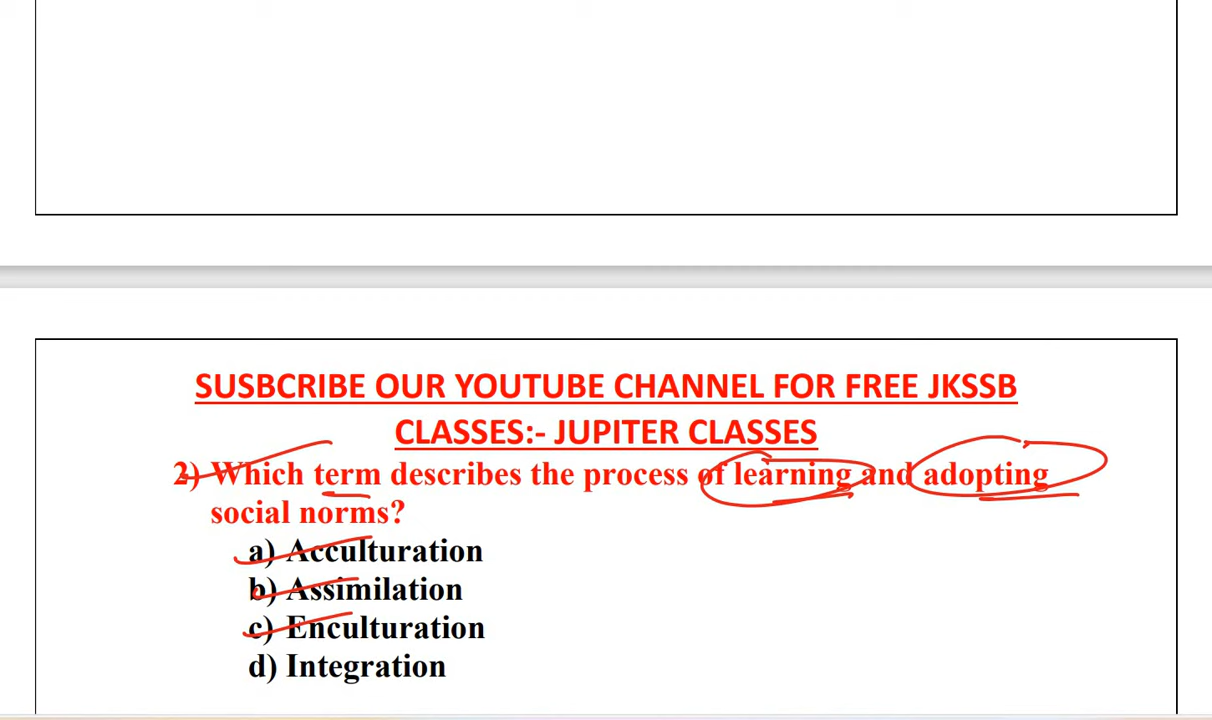 SUSBCRIBE OUR YOUTUBE CHANNEL FOR FREE JKSSB
CLASSES:- JUPITER CLASSES
2) Which term describes the process of learning and adopting
social norms?
a) Acculturation
b) Assimilation
c) Enculturation
d) Integration